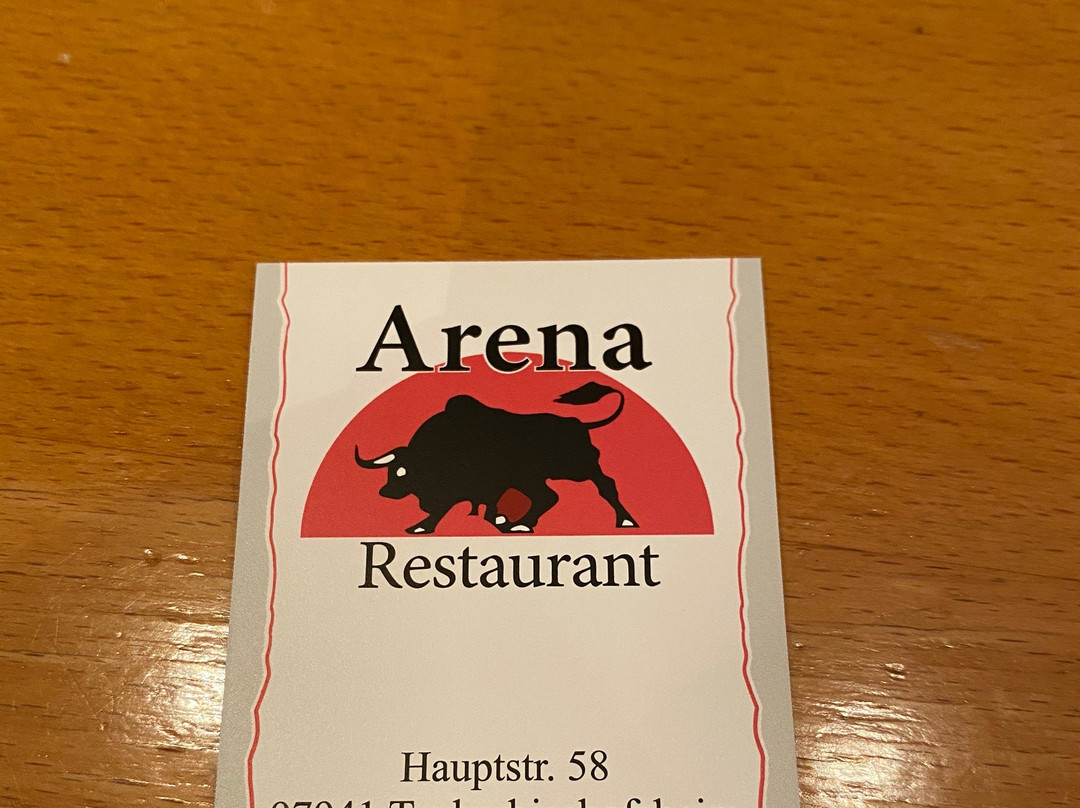 Arena
Restaurant
Hauptstr. 58